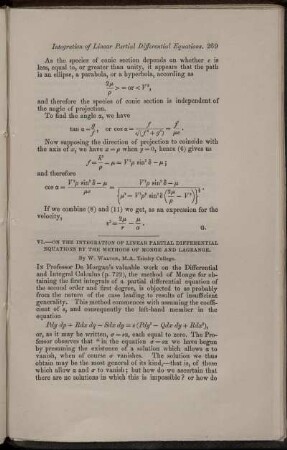 Integration of Linear Partial Differential Equations. 269
As the species of conic section depends on whether e is
less, equal to, or greater than unity, it appears that the path
is an ellipse, a parabola, or a hyperbola, according as
2μ/ρ > = or < V²,
and therefore the species of conic section is independent of
the angle of projection.
To find the angle α, we have
tan α = g/f, or cos α = f/√(f² + g²) = f/μe.
Now supposing the direction of projection to coincide with
the axis of x, we have x = ρ when y = 0, hence (6) gives us
f = h²/ρ − μ = V²ρ sin² δ − μ;
and therefore
cos α = (V²ρ sin² δ − μ)/μe = (V²ρ sin² δ − μ)/{μ² − V²ρ² sin² δ (2μ/ρ − V²)}^½.
If we combine (8) and (11) we get, as an expression for the
velocity,
v² = 2μ/r − μ/a. G.
VI.—ON THE INTEGRATION OF LINEAR PARTIAL DIFFERENTIAL
EQUATIONS BY THE METHODS OF MONGE AND LAGRANGE.
By W. WALTON, M.A. Trinity College.
IN Professor De Morgan's valuable work on the Differential
and Integral Calculus (p. 719), the method of Monge for ob-
taining the first integrals of a partial differential equation of
the second order and first degree, is objected to as probably
from the nature of the case leading to results of insufficient
generality. This method commences with assuming the coeffi-
cient of s, and consequently the left-hand member in the
equation
Pdq dy + Rdx dq − Sdx dy = s (Pdy² − Qdx dy + Rdx²),
or, as it may be written, σ = sα, each equal to zero. The Pro-
fessor observes that "in the equation σ = sα we have begun
by presuming the existence of a solution which allows α to
vanish, when of course σ vanishes. The solution we thus
obtain may be the most general of its kind,—that is, of those
which allow α and σ to vanish; but how do we ascertain that
there are no solutions in which this is impossible? or how do